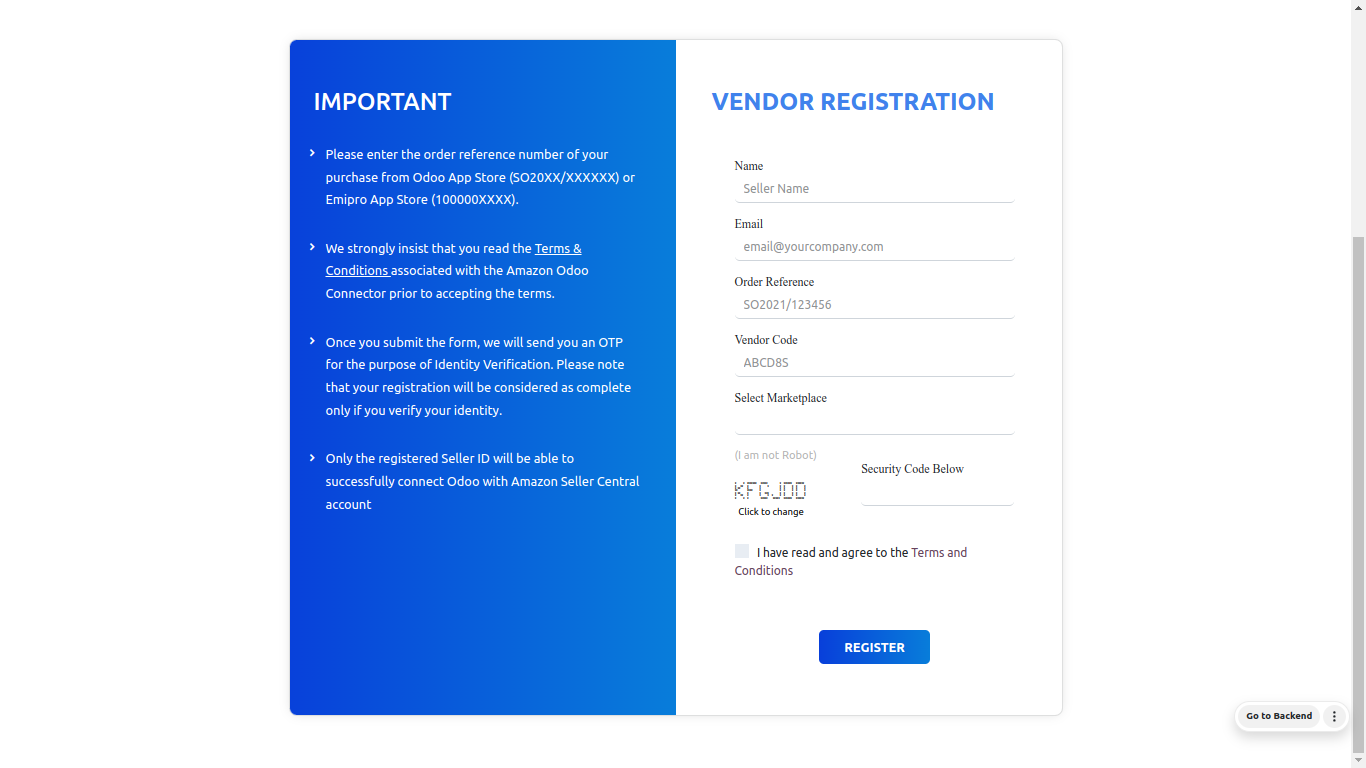 IMPORTANT
Please enter the order reference number of your
purchase from Odoo App Store (SO20XX/XXXXXX) or
Emipro App Store (100000XXXX).
We strongly insist that you read the Terms &
Conditions associated with the Amazon Odoo
Connector prior to accepting the terms.
Once you submit the form, we will send you an OTP
for the purpose of Identity Verification. Please note
that your registration will be considered as complete
only if you verify your identity.
Only the registered Seller ID will be able to
successfully connect Odoo with Amazon Seller Central
account
VENDOR REGISTRATION
Name
Seller Name
Email
email@yourcompany.com
Order Reference
SO2021/123456
Vendor Code
ABCD8S
Select Marketplace
(I am not Robot)
Security Code Below
KFGJDD
Click to change
I have read and agree to the Terms and
Conditions
REGISTER
Go to Backend